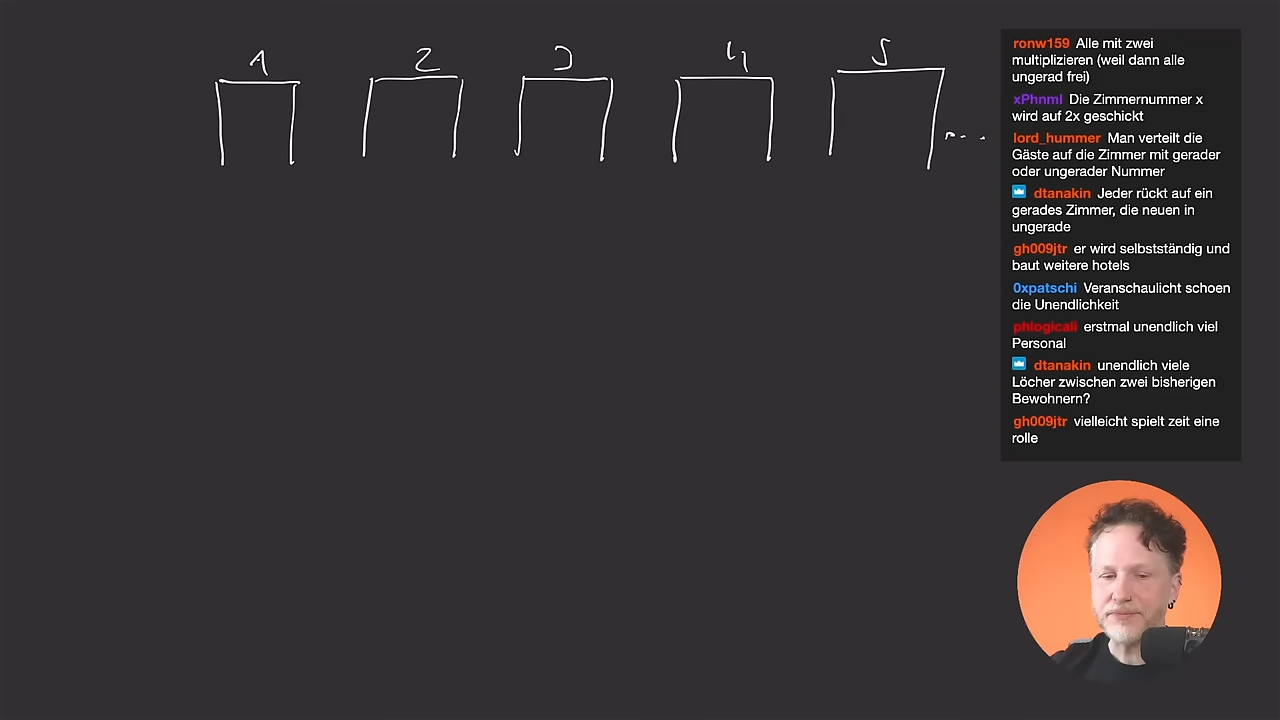 1 2 3 4 5
...
ronw159 Alle mit zwei
multiplizieren (weil dann alle
ungerad frei)
xPhnml Die Zimmernummer x
wird auf 2x geschickt
lord_hummer Man verteilt die
Gäste auf die Zimmer mit gerader
oder ungerader Nummer
dtanakin Jeder rückt auf ein
gerades Zimmer, die neuen in
ungerade
gh009jtr er wird selbstständig und
baut weitere hotels
0xpatschi Veranschaulicht schoen
die Unendlichkeit
phlogicali erstmal unendlich viel
Personal
dtanakin unendlich viele
Löcher zwischen zwei bisherigen
Bewohnern?
gh009jtr vielleicht spielt zeit eine
rolle